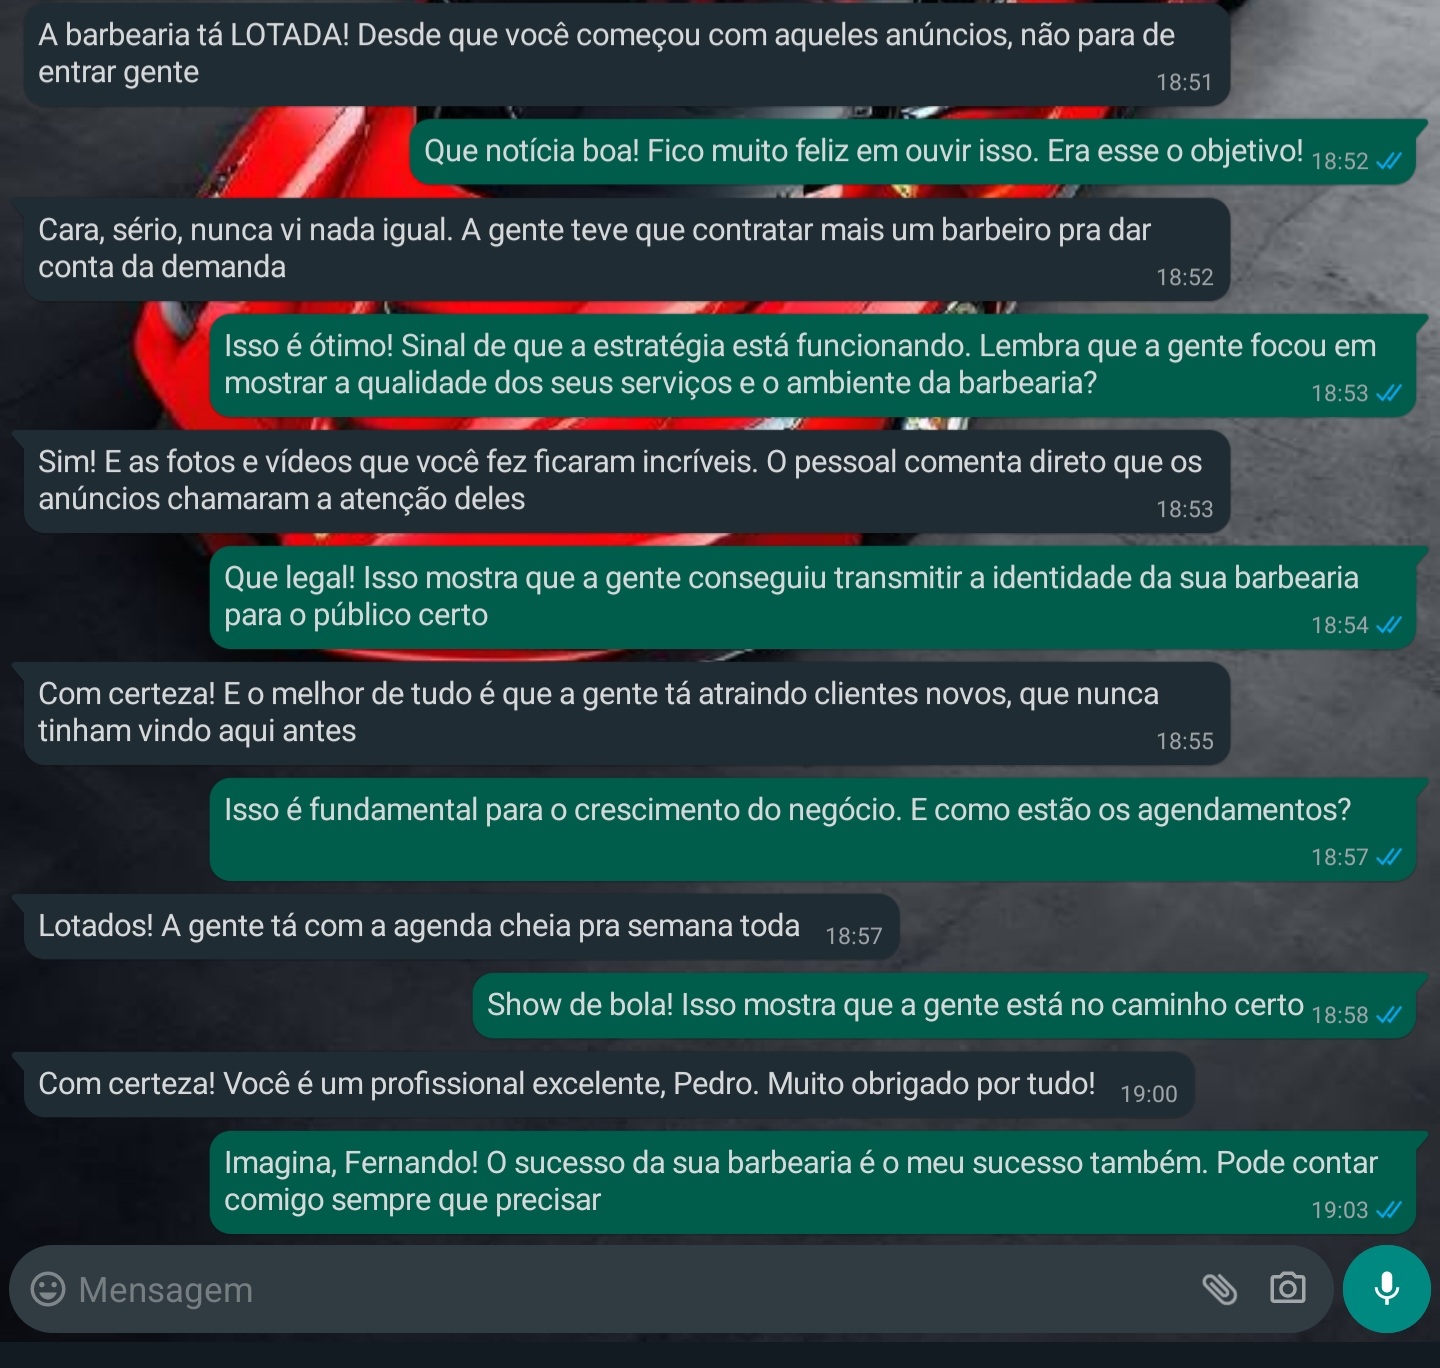 A barbearia tá LOTADA! Desde que você começou com aqueles anúncios, não para de
entrar gente
18:51
Que notícia boa! Fico muito feliz em ouvir isso. Era esse o objetivo! 18:52
Cara, sério, nunca vi nada igual. A gente teve que contratar mais um barbeiro pra dar
conta da demanda
18:52
Isso é ótimo! Sinal de que a estratégia está funcionando. Lembra que a gente focou em
mostrar a qualidade dos seus serviços e o ambiente da barbearia?
18:53
Sim! E as fotos e vídeos que você fez ficaram incríveis. O pessoal comenta direto que os
anúncios chamaram a atenção deles
18:53
Que legal! Isso mostra que a gente conseguiu transmitir a identidade da sua barbearia
para o público certo
18:54
Com certeza! E o melhor de tudo é que a gente tá atraindo clientes novos, que nunca
tinham vindo aqui antes
18:55
Isso é fundamental para o crescimento do negócio. E como estão os agendamentos?
18:57
Lotados! A gente tá com a agenda cheia pra semana toda 18:57
Show de bola! Isso mostra que a gente está no caminho certo 18:58
Com certeza! Você é um profissional excelente, Pedro. Muito obrigado por tudo! 19:00
Imagina, Fernando! O sucesso da sua barbearia é o meu sucesso também. Pode contar
comigo sempre que precisar
19:03
Mensagem